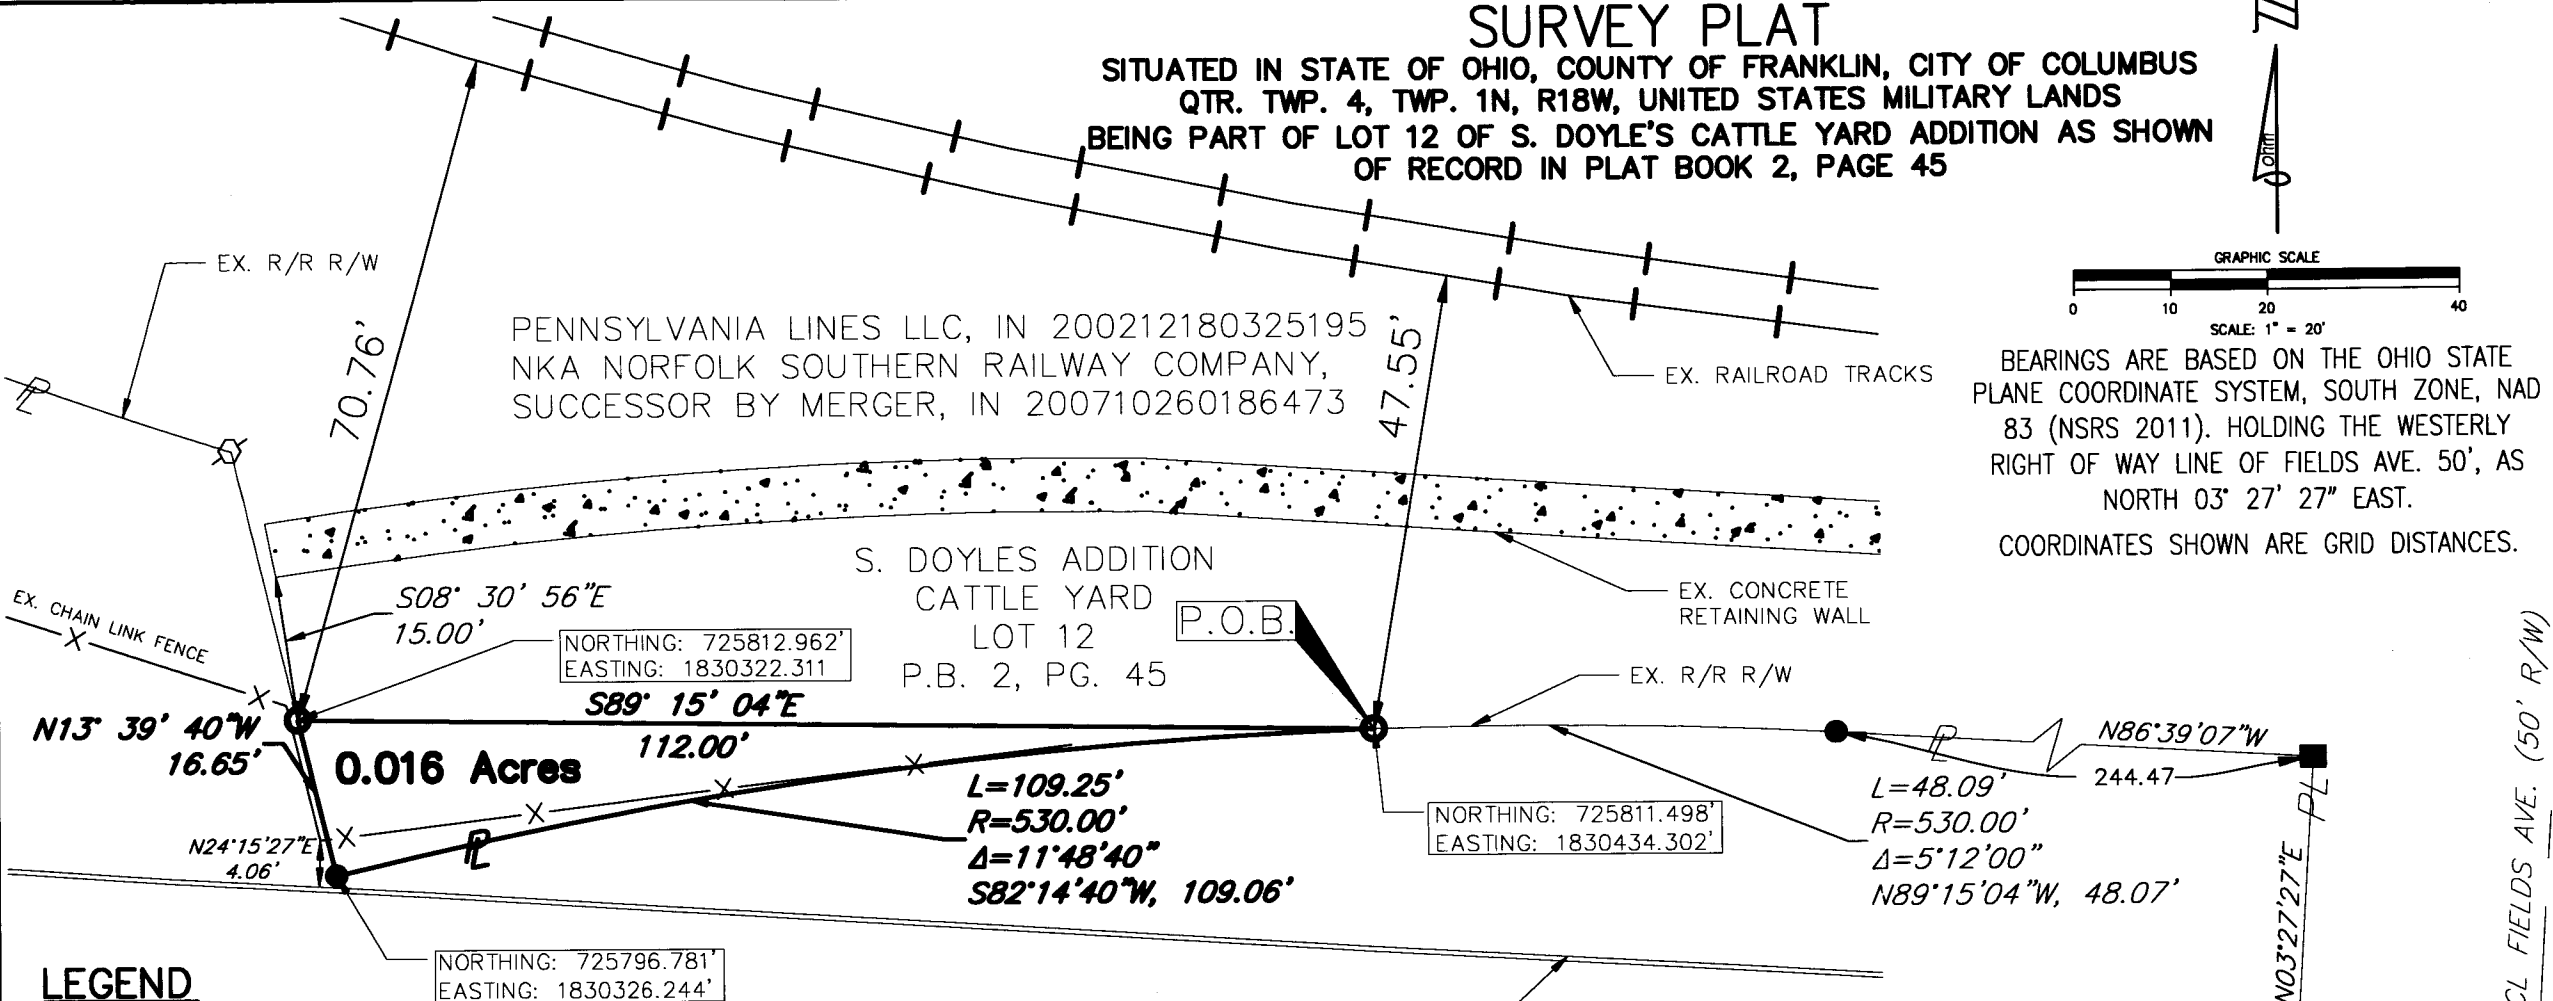 SURVEY PLAT
SITUATED IN STATE OF OHIO, COUNTY OF FRANKLIN, CITY OF COLUMBUS
QTR. TWP. 4, TWP. 1N, R18W, UNITED STATES MILITARY LANDS
BEING PART OF LOT 12 OF S. DOYLE'S CATTLE YARD ADDITION AS SHOWN
OF RECORD IN PLAT BOOK 2, PAGE 45
GRAPHIC SCALE
0 10 20 40
SCALE: 1" = 20'
BEARINGS ARE BASED ON THE OHIO STATE
PLANE COORDINATE SYSTEM, SOUTH ZONE, NAD
83 (NSRS 2011). HOLDING THE WESTERLY
RIGHT OF WAY LINE OF FIELDS AVE. 50', AS
NORTH 03° 27' 27" EAST.
COORDINATES SHOWN ARE GRID DISTANCES.
EX. R/R R/W
PL
70.76'
PENNSYLVANIA LINES LLC, IN 200212180325195
NKA NORFOLK SOUTHERN RAILWAY COMPANY,
SUCCESSOR BY MERGER, IN 200710260186473
47.55'
EX. RAILROAD TRACKS
EX. CHAIN LINK FENCE
S08° 30' 56"E
15.00'
NORTHING: 725812.962'
EASTING: 1830322.311
S. DOYLES ADDITION
CATTLE YARD
LOT 12
P.B. 2, PG. 45
P.O.B.
EX. CONCRETE
RETAINING WALL
EX. R/R R/W
S89° 15' 04"E
112.00'
N13° 39' 40"W
16.65'
0.016 Acres
PL
L=109.25'
R=530.00'
Δ=11°48'40"
S82°14'40"W, 109.06'
N24°15'27"E
4.06'
NORTHING: 725811.498'
EASTING: 1830434.302'
L=48.09'
R=530.00'
Δ=5°12'00"
N89°15'04"W, 48.07'
PL
N86°39'07"W
244.47
PL
N03°27'27"E
CL FIELDS AVE. (50' R/W)
NORTHING: 725796.781'
EASTING: 1830326.244'
LEGEND